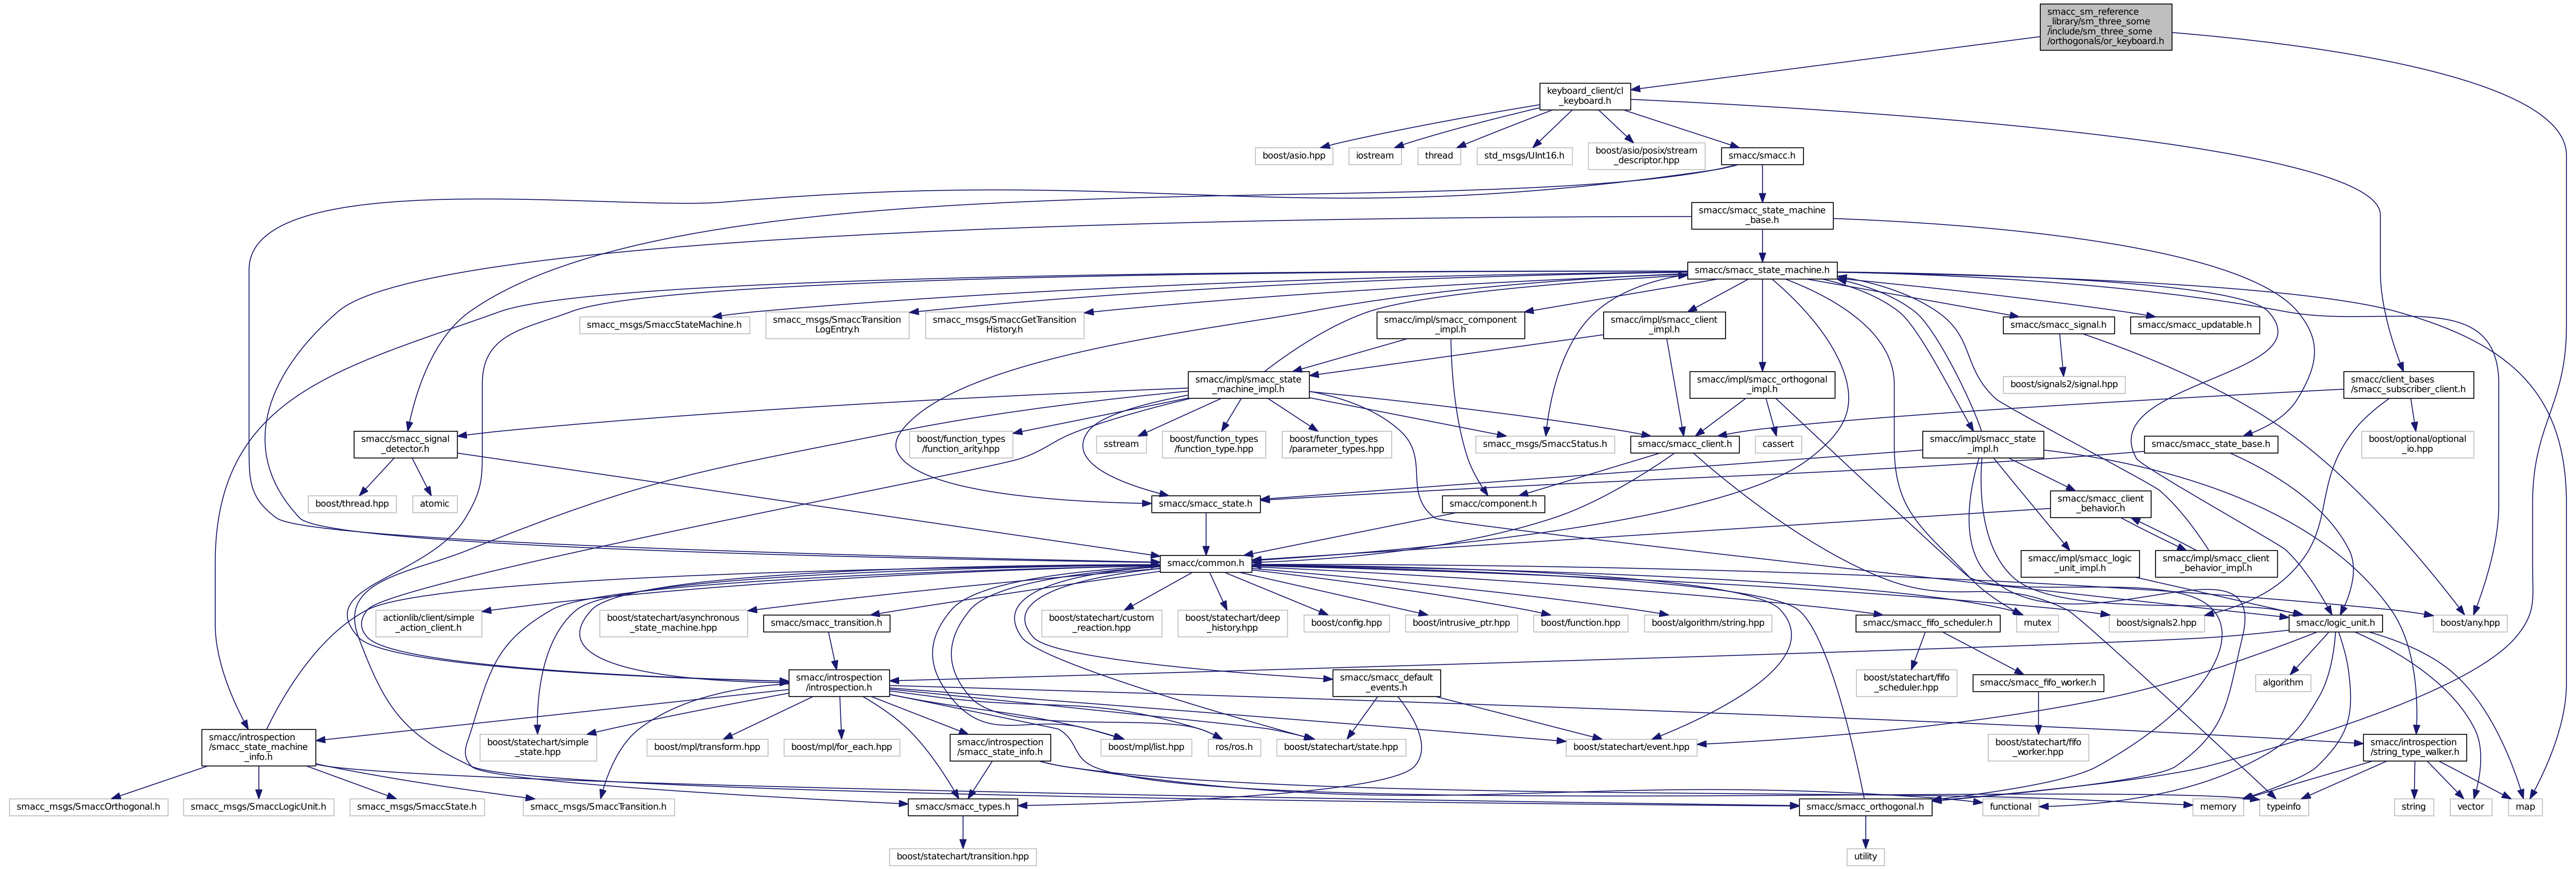 smacc_sm_reference
_library/sm_three_some
/include/sm_three_some
/orthogonals/or_keyboard.h
keyboard_client/cl
_keyboard.h
boost/asio.hpp
iostream
thread
std_msgs/UInt16.h
boost/asio/posix/stream
_descriptor.hpp
smacc/smacc.h
smacc/smacc_state_machine
_base.h
smacc/smacc_state_machine.h
smacc_msgs/SmaccStateMachine.h
smacc_msgs/SmaccTransition
LogEntry.h
smacc_msgs/SmaccGetTransition
History.h
smacc/impl/smacc_component
_impl.h
smacc/impl/smacc_client
_impl.h
smacc/smacc_signal.h
smacc/smacc_updatable.h
smacc/impl/smacc_state
_machine_impl.h
smacc/impl/smacc_orthogonal
_impl.h
boost/signals2/signal.hpp
smacc/client_bases
/smacc_subscriber_client.h
smacc/smacc_signal
_detector.h
boost/function_types
/function_arity.hpp
sstream
boost/function_types
/function_type.hpp
boost/function_types
/parameter_types.hpp
smacc_msgs/SmaccStatus.h
smacc/smacc_client.h
cassert
smacc/impl/smacc_state
_impl.h
smacc/smacc_state_base.h
boost/optional/optional
_io.hpp
boost/thread.hpp
atomic
smacc/smacc_state.h
smacc/component.h
smacc/smacc_client
_behavior.h
smacc/common.h
smacc/impl/smacc_logic
_unit_impl.h
smacc/impl/smacc_client
_behavior_impl.h
actionlib/client/simple
_action_client.h
boost/statechart/asynchronous
_state_machine.hpp
smacc/smacc_transition.h
boost/statechart/custom
_reaction.hpp
boost/statechart/deep
_history.hpp
boost/config.hpp
boost/intrusive_ptr.hpp
boost/function.hpp
boost/algorithm/string.hpp
smacc/smacc_fifo_scheduler.h
mutex
boost/signals2.hpp
smacc/logic_unit.h
boost/any.hpp
smacc/introspection
/introspection.h
smacc/smacc_default
_events.h
boost/statechart/fifo
_scheduler.hpp
smacc/smacc_fifo_worker.h
algorithm
smacc/introspection
/smacc_state_machine
_info.h
boost/statechart/simple
_state.hpp
boost/mpl/transform.hpp
boost/mpl/for_each.hpp
smacc/introspection
/smacc_state_info.h
boost/mpl/list.hpp
ros/ros.h
boost/statechart/state.hpp
boost/statechart/event.hpp
boost/statechart/fifo
_worker.hpp
smacc/introspection
/string_type_walker.h
smacc_msgs/SmaccOrthogonal.h
smacc_msgs/SmaccLogicUnit.h
smacc_msgs/SmaccState.h
smacc_msgs/SmaccTransition.h
smacc/smacc_types.h
smacc/smacc_orthogonal.h
functional
memory
typeinfo
string
vector
map
boost/statechart/transition.hpp
utility